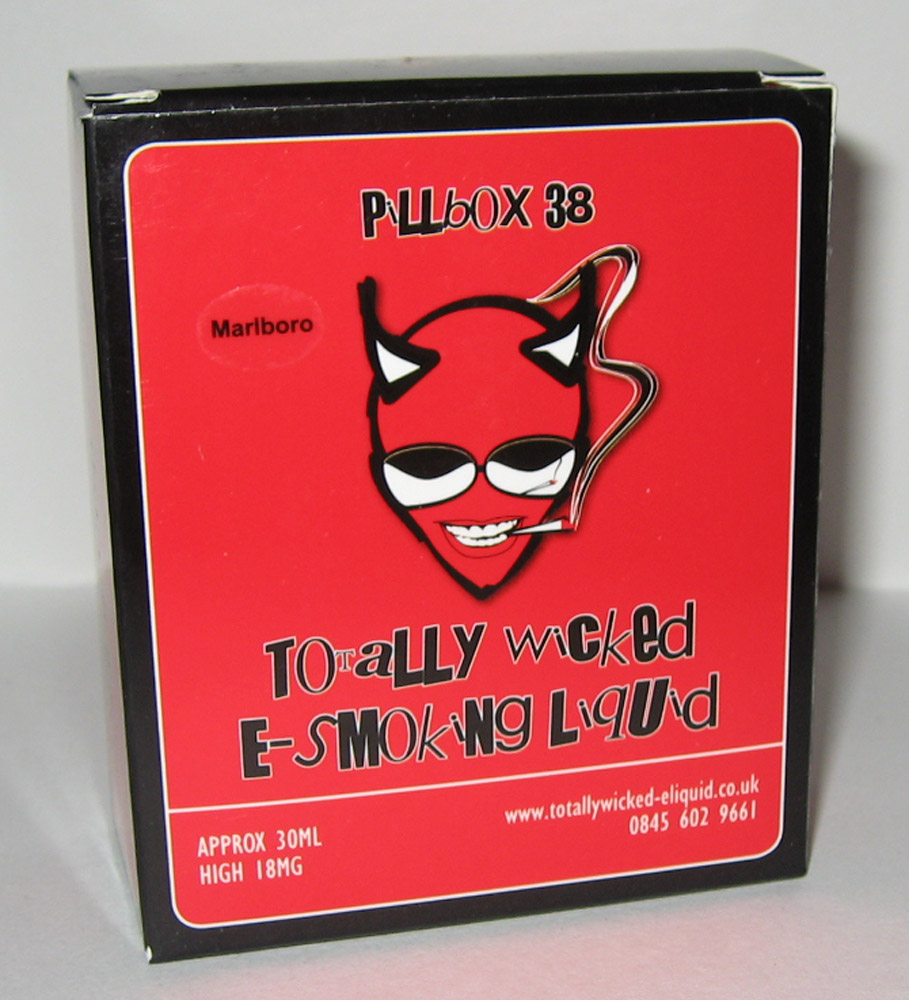 PiLLbOX 38
Marlboro
TOTaLLY wicked
E-SMOkiNg LiqUid
www.totallywicked-eliquid.co.uk
0845 602 9661
APPROX 30ML
HIGH 18MG